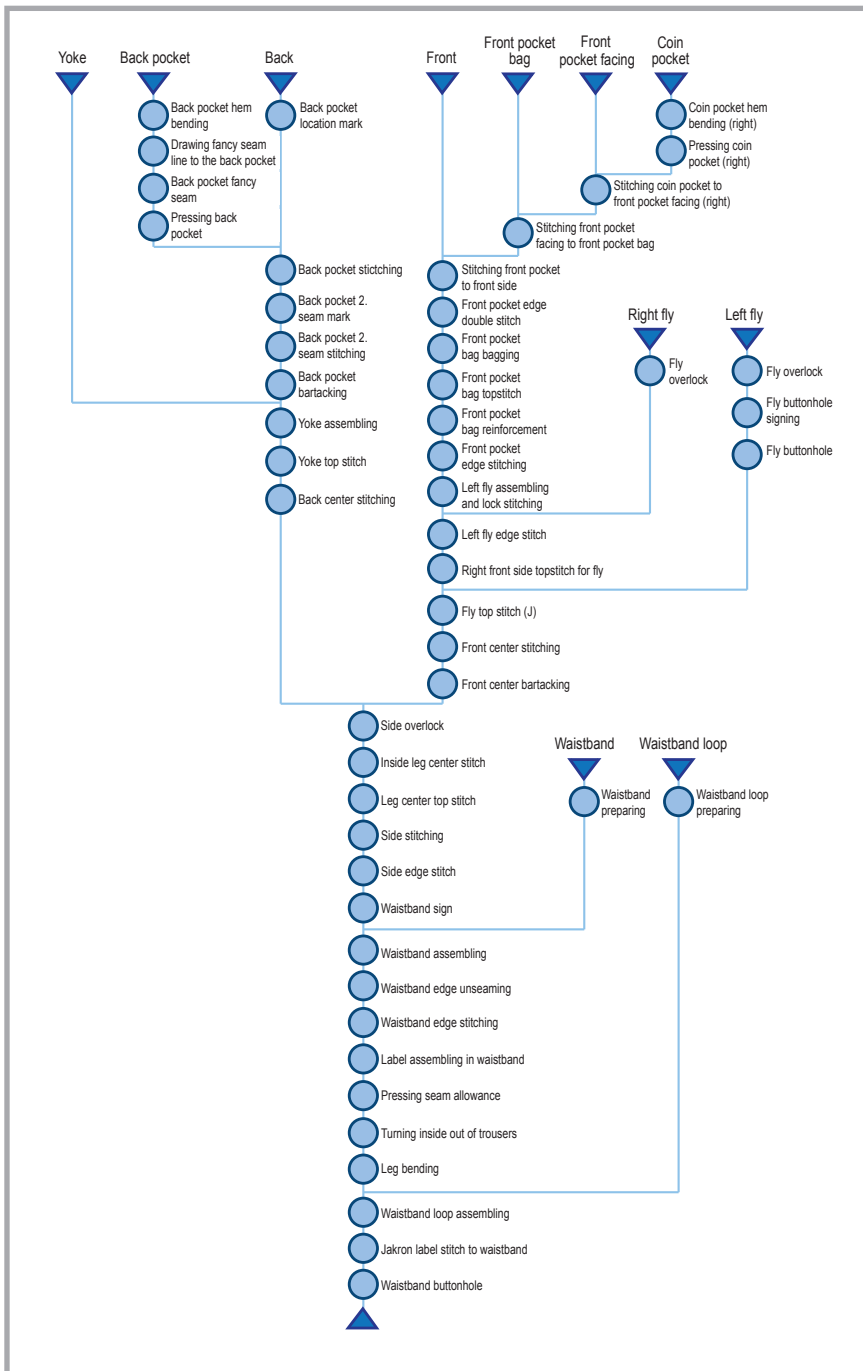 Yoke
Back pocket
Back
Front
Front pocket
bag
Front
pocket facing
Coin
pocket
Back pocket hem
bending
Drawing fancy seam
line to the back pocket
Back pocket fancy
seam
Pressing back
pocket
Back pocket
location mark
Coin pocket hem
bending (right)
Pressing coin
pocket (right)
Stitching coin pocket to
front pocket facing (right)
Stitching front pocket
facing to front pocket bag
Back pocket stictching
Back pocket 2.
seam mark
Back pocket 2.
seam stitching
Back pocket
bartacking
Yoke assembling
Yoke top stitch
Back center stitching
Stitching front pocket
to front side
Front pocket edge
double stitch
Front pocket
bag bagging
Front pocket
bag topstitch
Front pocket
bag reinforcement
Front pocket
edge stitching
Left fly assembling
and lock stitching
Right fly
Fly
overlock
Left fly
Fly overlock
Fly buttonhole
signing
Fly buttonhole
Left fly edge stitch
Right front side topstitch for fly
Fly top stitch (J)
Front center stitching
Front center bartacking
Side overlock
Inside leg center stitch
Leg center top stitch
Side stitching
Side edge stitch
Waistband sign
Waistband
Waistband
preparing
Waistband loop
Waistband loop
preparing
Waistband assembling
Waistband edge unseaming
Waistband edge stitching
Label assembling in waistband
Pressing seam allowance
Turning inside out of trousers
Leg bending
Waistband loop assembling
Jakron label stitch to waistband
Waistband buttonhole